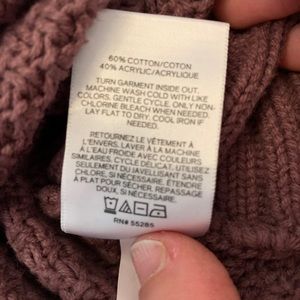 60% COTTON/COTON
40% ACRYLIC/ACRYLIQUE
TURN GARMENT INSIDE OUT.
MACHINE WASH COLD WITH LIKE
COLORS, GENTLE CYCLE, ONLY NON-
CHLORINE BLEACH WHEN NEEDED.
LAY FLAT TO DRY. COOL IRON IF
NEEDED.
RETOURNEZ LE VÊTEMENT À
L'ENVERS. LAVER À LA MACHINE
À L'EAU FROIDE AVEC COULEURS
SIMILAIRES, CYCLE DÉLICAT. UTILISEZ
SEULEMENT DU JAVELLISANT SANS
CHLORE, SI NÉCESSAIRE. ÉTENDRE
À PLAT POUR SÉCHER. REPASSAGE
DOUX, SI NÉCESSAIRE.
RN# 55285